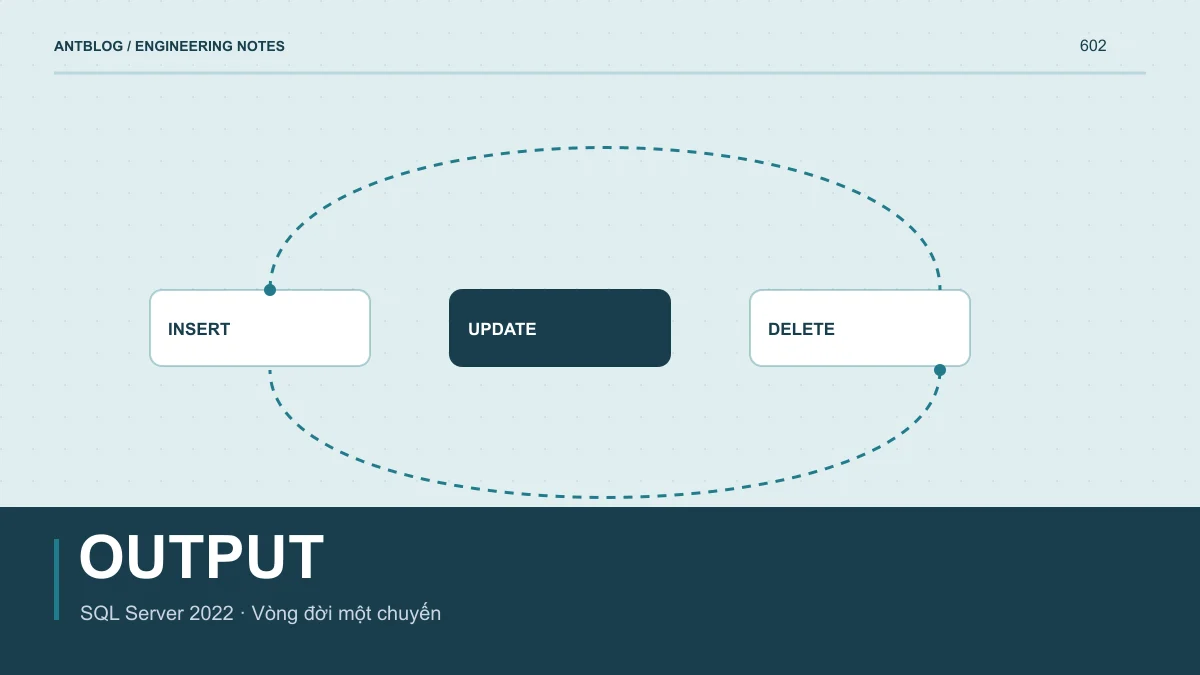 ANTBLOG / ENGINEERING NOTES
602
INSERT
UPDATE
DELETE
OUTPUT
SQL Server 2022 · Vòng đời một chuyến